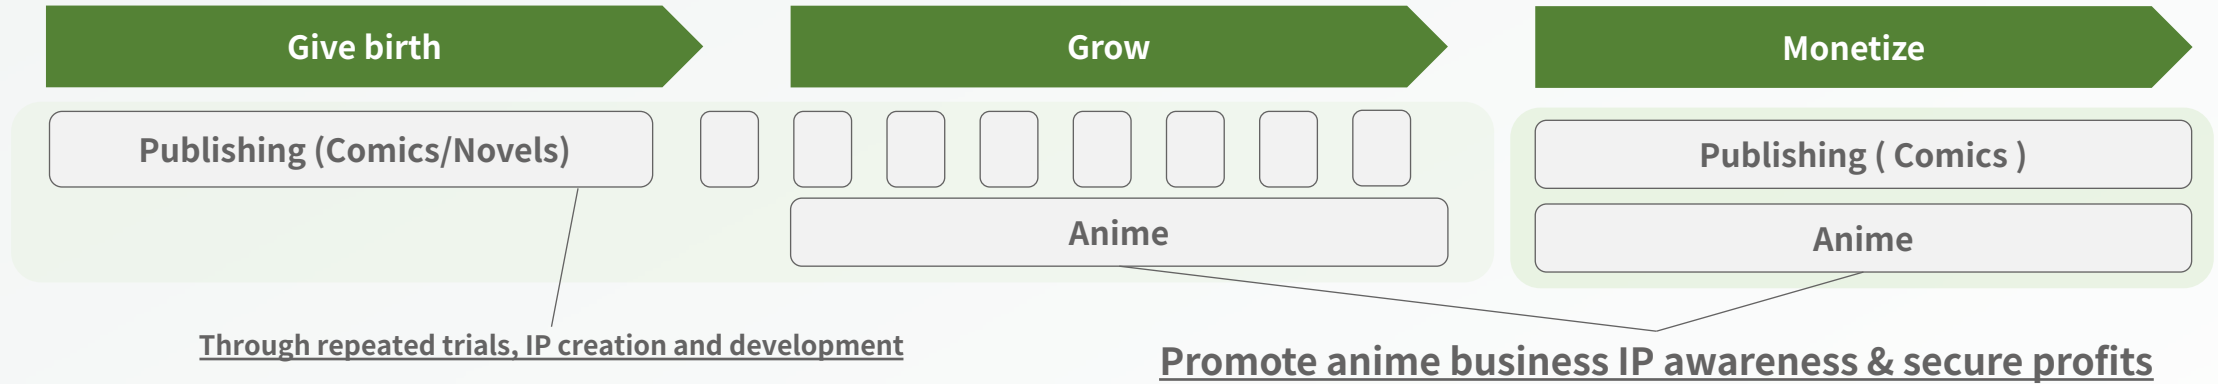 Give birth
Grow
Monetize
Publishing (Comics/Novels)
Publishing ( Comics )
Anime
Anime
Through repeated trials, IP creation and development
Promote anime business IP awareness & secure profits